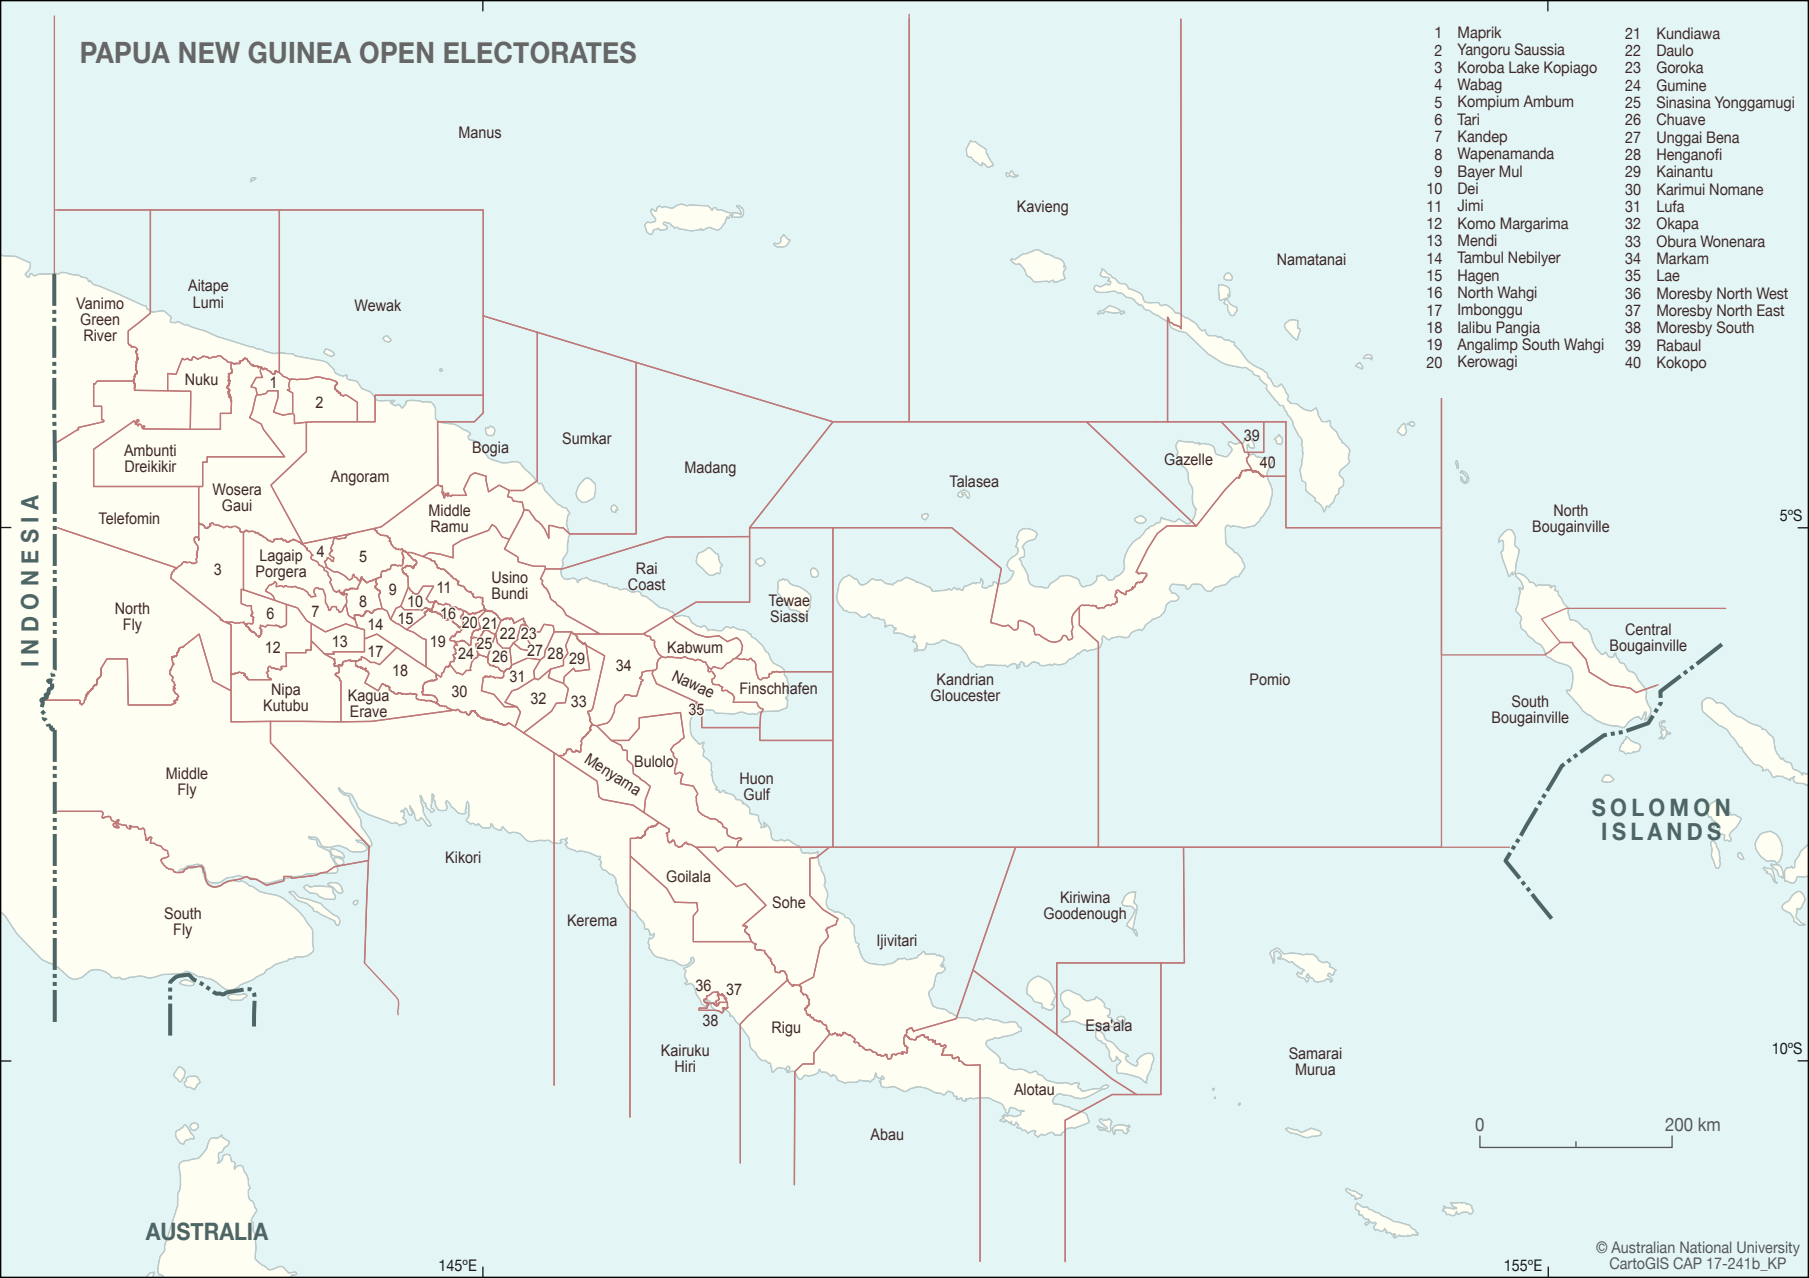 PAPUA NEW GUINEA OPEN ELECTORATES
1 Maprik
2 Yangoru Saussia
3 Koroba Lake Kopiago
4 Wabag
5 Kompium Ambum
6 Tari
7 Kandep
8 Wapenamanda
9 Bayer Mul
10 Dei
11 Jimi
12 Komo Margarima
13 Mendi
14 Tambul Nebilyer
15 Hagen
16 North Wahgi
17 Imbonggu
18 Ialibu Pangia
19 Angalimp South Wahgi
20 Kerowagi
21 Kundiawa
22 Daulo
23 Goroka
24 Gumine
25 Sinasina Yonggamugi
26 Chuave
27 Unggai Bena
28 Henganofi
29 Kainantu
30 Karimui Nomane
31 Lufa
32 Okapa
33 Obura Wonenara
34 Markam
35 Lae
36 Moresby North West
37 Moresby North East
38 Moresby South
39 Rabaul
40 Kokopo
Manus
Kavieng
Namatanai
Vanimo
Green
River
Aitape
Lumi
Wewak
Nuku
1
2
Ambunti
Dreikikir
Wosera
Gaui
Angoram
Bogia
Sumkar
Madang
Talasea
Gazelle
39
40
Telefomin
Middle
Ramu
North
Bougainville
5ºS
INDONESIA
3
Lagaip
Porgera
4
5
Usino
Bundi
Rai
Coast
Tewae
Siassi
North
Fly
6
7
8
9
10
11
12
13
14
15
16
17
18
19
20
21
22
23
24
25
26
27
28
29
30
31
32
33
34
35
Kabwum
Nawae
Finschhafen
Nipa
Kutubu
Kagua
Erave
Kandrian
Gloucester
Pomio
Central
Bougainville
South
Bougainville
Middle
Fly
Menyama
Bulolo
Huon
Gulf
SOLOMON
ISLANDS
Kikori
Goilala
Sohe
Kerema
South
Fly
Ijivitari
Kiriwina
Goodenough
36
37
38
Rigu
Kairuku
Hiri
Esa'ala
Samarai
Murua
10ºS
Alotau
Abau
0 200 km
AUSTRALIA
145ºE
155ºE
© Australian National University
CartoGIS CAP 17-241b_KP